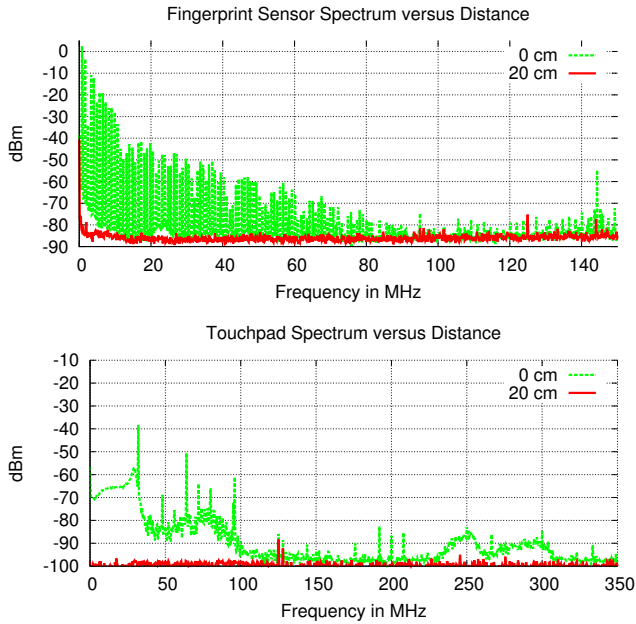 Fingerprint Sensor Spectrum versus Distance
0
-10
-20
-30
-40
-50
-60
-70
-80
-90
dBm
0 cm
20 cm
0 20 40 60 80 100 120 140
Frequency in MHz
Touchpad Spectrum versus Distance
-10
-20
-30
-40
-50
-60
-70
-80
-90
-100
dBm
0 cm
20 cm
0 50 100 150 200 250 300 350
Frequency in MHz